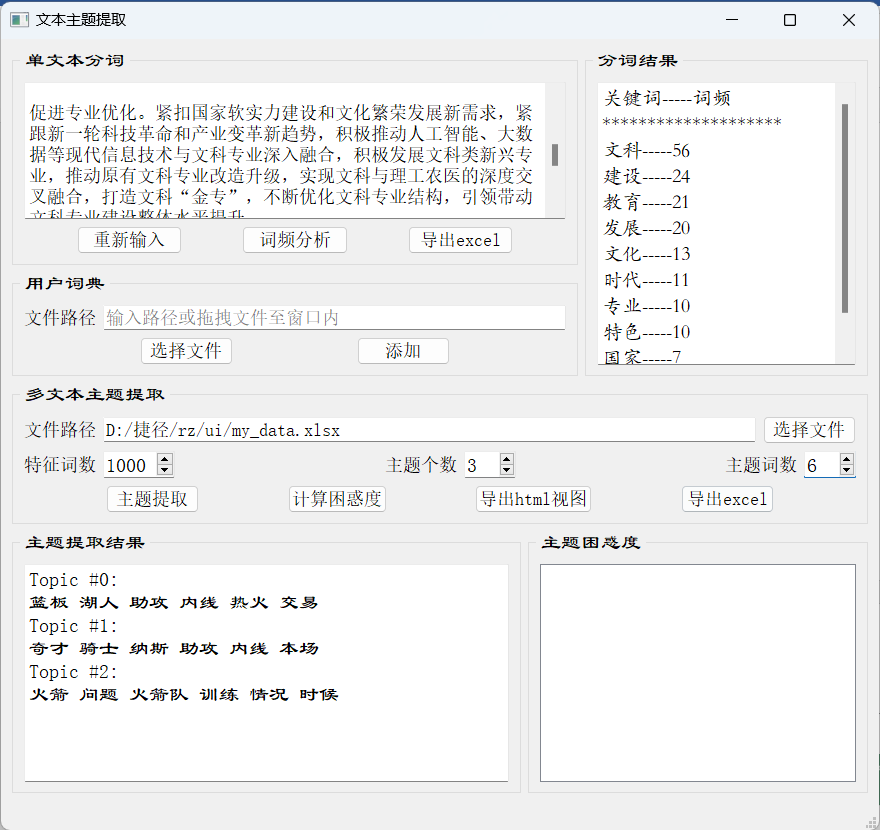 文本主题提取
单文本分词
促进专业优化。紧扣国家软实力建设和文化繁荣发展新需求，紧
跟新一轮科技革命和产业变革新趋势，积极推动人工智能、大数
据等现代信息技术与文科专业深入融合，积极发展文科类新兴专
业，推动原有文科专业改造升级，实现文科与理工农医的深度交
叉融合，打造文科“金专”，不断优化文科专业结构，引领带动
文科专业建设整体水平提升
重新输入 词频分析 导出excel
分词结果
关键词-----词频
********************
文科-----56
建设-----24
教育-----21
发展-----20
文化-----13
时代-----11
专业-----10
特色-----10
国家-----7
用户词典
文件路径 输入路径或拖拽文件至窗口内
选择文件 添加
多文本主题提取
文件路径 D:/捷径/rz/ui/my_data.xlsx 选择文件
特征词数 1000 主题个数 3 主题词数 6
主题提取 计算困惑度 导出html视图 导出excel
主题提取结果
Topic #0:
蓝板 湖人 助攻 内线 热火 交易
Topic #1:
奇才 骑士 纳斯 助攻 内线 本场
Topic #2:
火箭 问题 火箭队 训练 情况 时候
主题困惑度